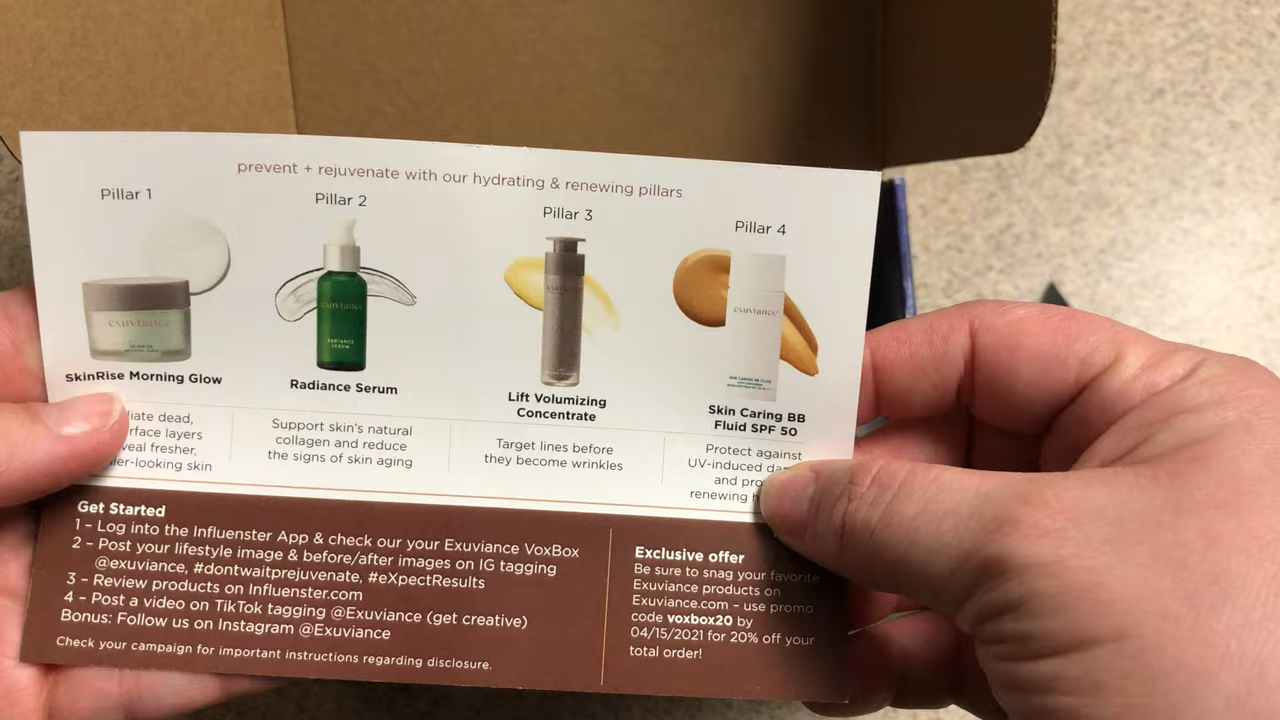 prevent + rejuvenate with our hydrating & renewing pillars
Pillar 1
Pillar 2
Pillar 3
Pillar 4
exuviance
exuviance
RADIANCE
SERUM
exuviance
SkinRise Morning Glow
Radiance Serum
Lift Volumizing
Concentrate
Skin Caring BB
Fluid SPF 50
dead,
layers
fresher,
looking skin
Support skin's natural
collagen and reduce
the signs of skin aging
Target lines before
they become wrinkles
Protect against
UV-induced
and
renewing
Get Started
1 – Log into the Influenster App & check our your Exuviance VoxBox
2 – Post your lifestyle image & before/after images on IG tagging
@exuviance, #dontwaitprejuvenate, #eXpectResults
3 – Review products on Influenster.com
4 – Post a video on TikTok tagging @Exuviance (get creative)
Bonus: Follow us on Instagram @Exuviance
Check your campaign for important instructions regarding disclosure.
Exclusive offer
Be sure to snag your favorite
Exuviance products on
Exuviance.com – use promo
code voxbox20 by
04/15/2021 for 20% off your
total order!